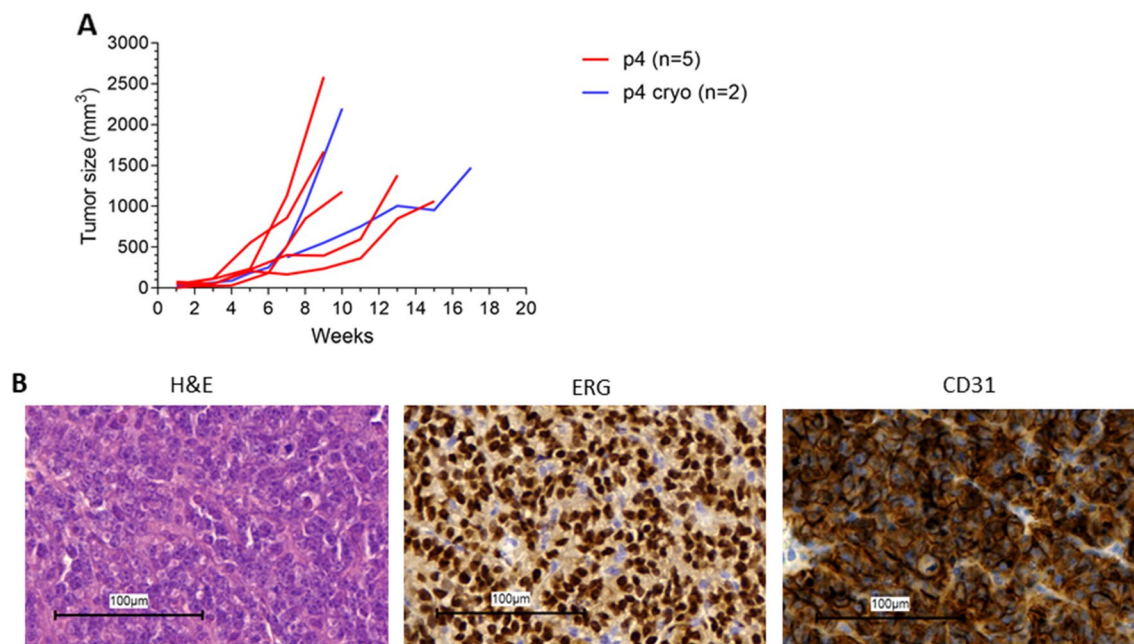 A
3000
2500
2000
1500
1000
500
0
Tumor size (mm³)
0 2 4 6 8 10 12 14 16 18 20
Weeks
p4 (n=5)
p4 cryo (n=2)
B
H&E ERG CD31
100µm 100µm 100µm